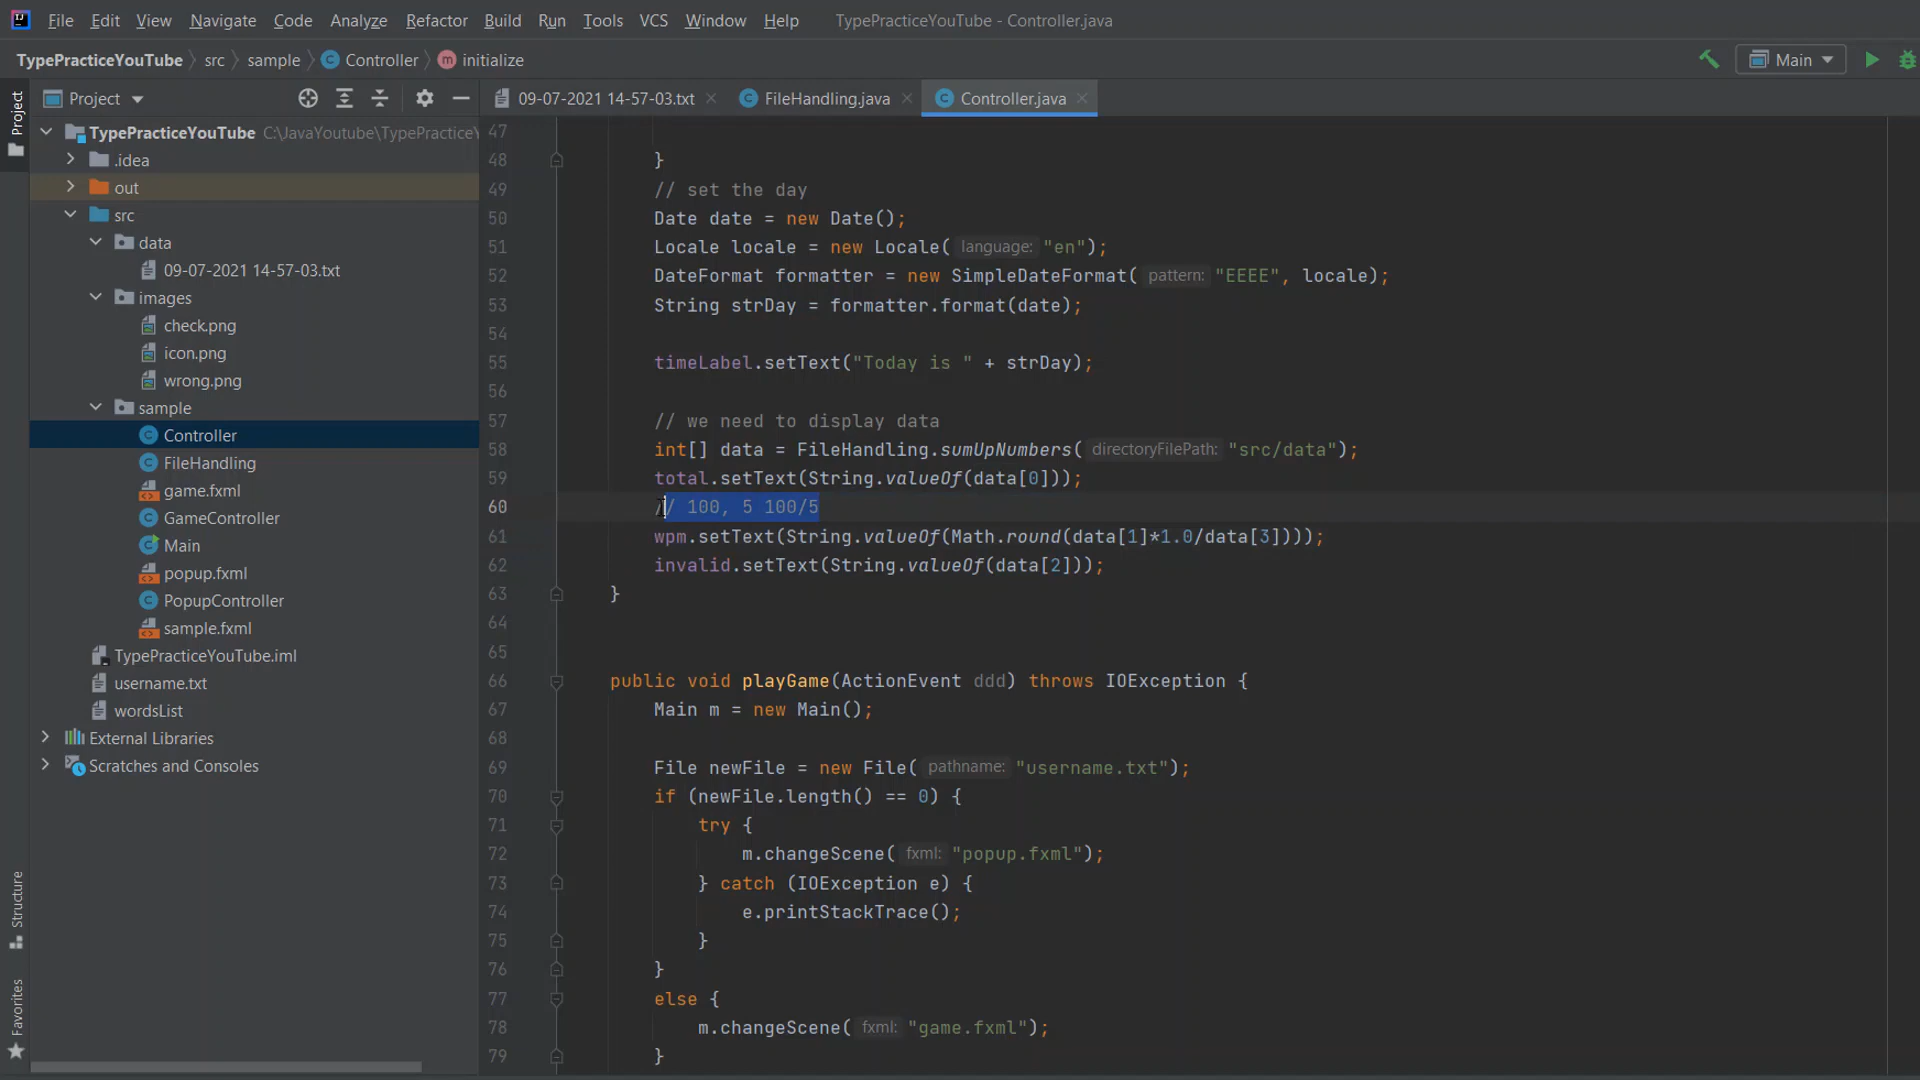 File Edit View Navigate Code Analyze Refactor Build Run Tools VCS Window Help TypePracticeYouTube - Controller.java
TypePracticeYouTube src sample Controller initialize Main
Project
Project
Structure
Favorites
TypePracticeYouTube C:\JavaYoutube\TypePractice\
.idea
out
src
data
09-07-2021 14-57-03.txt
images
check.png
icon.png
wrong.png
sample
Controller
FileHandling
game.fxml
GameController
Main
popup.fxml
PopupController
sample.fxml
TypePracticeYouTube.iml
username.txt
wordsList
External Libraries
Scratches and Consoles
09-07-2021 14-57-03.txt FileHandling.java Controller.java
47
48 }
49 // set the day
50 Date date = new Date();
51 Locale locale = new Locale( language: "en");
52 DateFormat formatter = new SimpleDateFormat( pattern: "EEEE", locale);
53 String strDay = formatter.format(date);
54
55 timeLabel.setText("Today is " + strDay);
56
57 // we need to display data
58 int[] data = FileHandling.sumUpNumbers( directoryFilePath: "src/data");
59 total.setText(String.valueOf(data[0]));
60 // 100, 5 100/5
61 wpm.setText(String.valueOf(Math.round(data[1]*1.0/data[3])));
62 invalid.setText(String.valueOf(data[2]));
63 }
64
65
66 public void playGame(ActionEvent ddd) throws IOException {
67 Main m = new Main();
68
69 File newFile = new File( pathname: "username.txt");
70 if (newFile.length() == 0) {
71 try {
72 m.changeScene( fxml: "popup.fxml");
73 } catch (IOException e) {
74 e.printStackTrace();
75 }
76 }
77 else {
78 m.changeScene( fxml: "game.fxml");
79 }